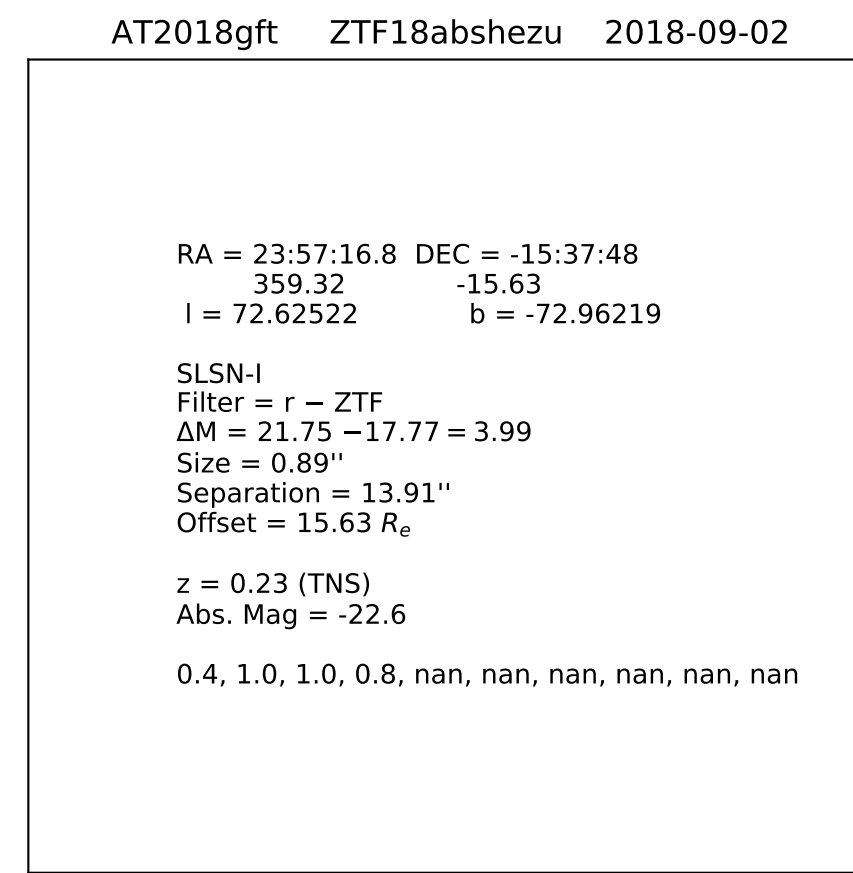 AT2018gft ZTF18abshezu 2018-09-02
RA = 23:57:16.8 DEC = -15:37:48
359.32 -15.63
l = 72.62522 b = -72.96219
SLSN-I
Filter = r − ZTF
ΔM = 21.75 −17.77 = 3.99
Size = 0.89''
Separation = 13.91''
Offset = 15.63 Rₑ
z = 0.23 (TNS)
Abs. Mag = -22.6
0.4, 1.0, 1.0, 0.8, nan, nan, nan, nan, nan, nan